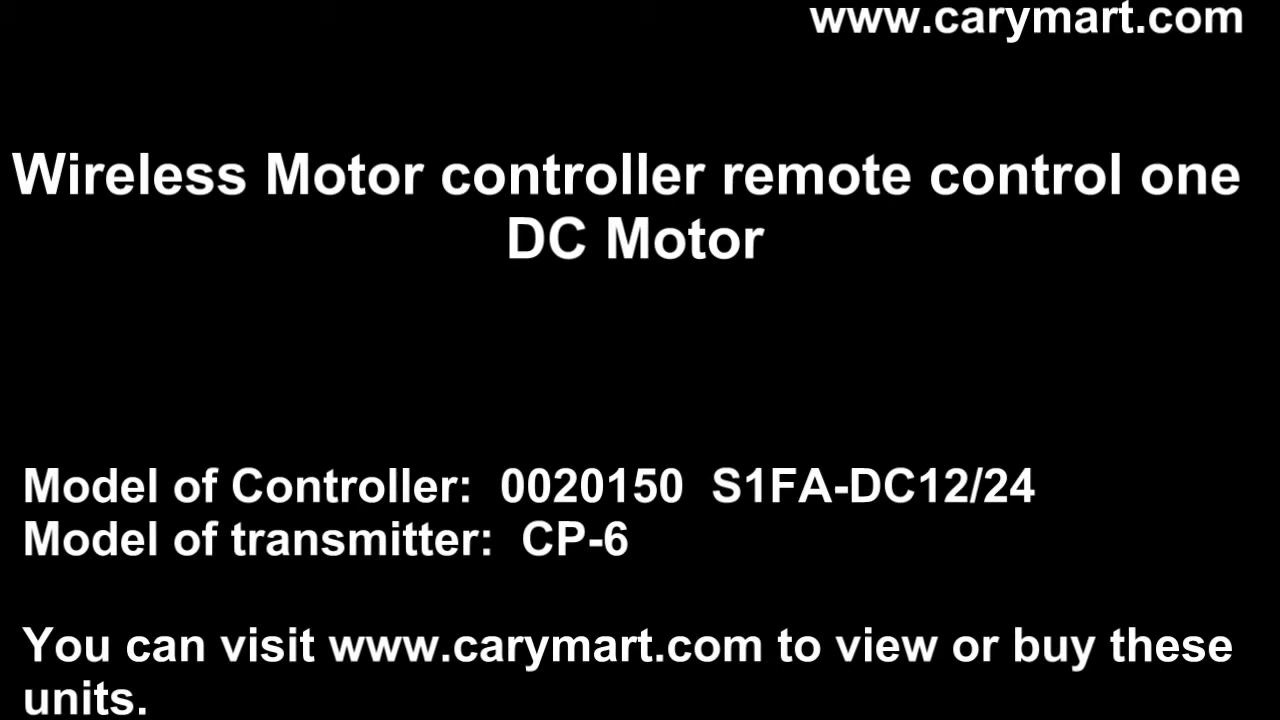 www.carymart.com
Wireless Motor controller remote control one
DC Motor
Model of Controller:  0020150  S1FA-DC12/24
Model of transmitter:  CP-6
You can visit www.carymart.com to view or buy these
units.